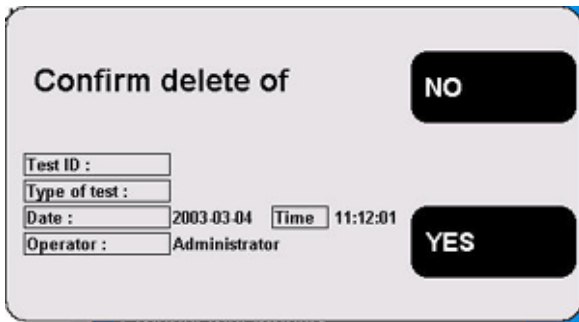 Confirm delete of
NO
Test ID :
Type of test :
Date : 2003-03-04 Time 11:12:01
Operator : Administrator
YES